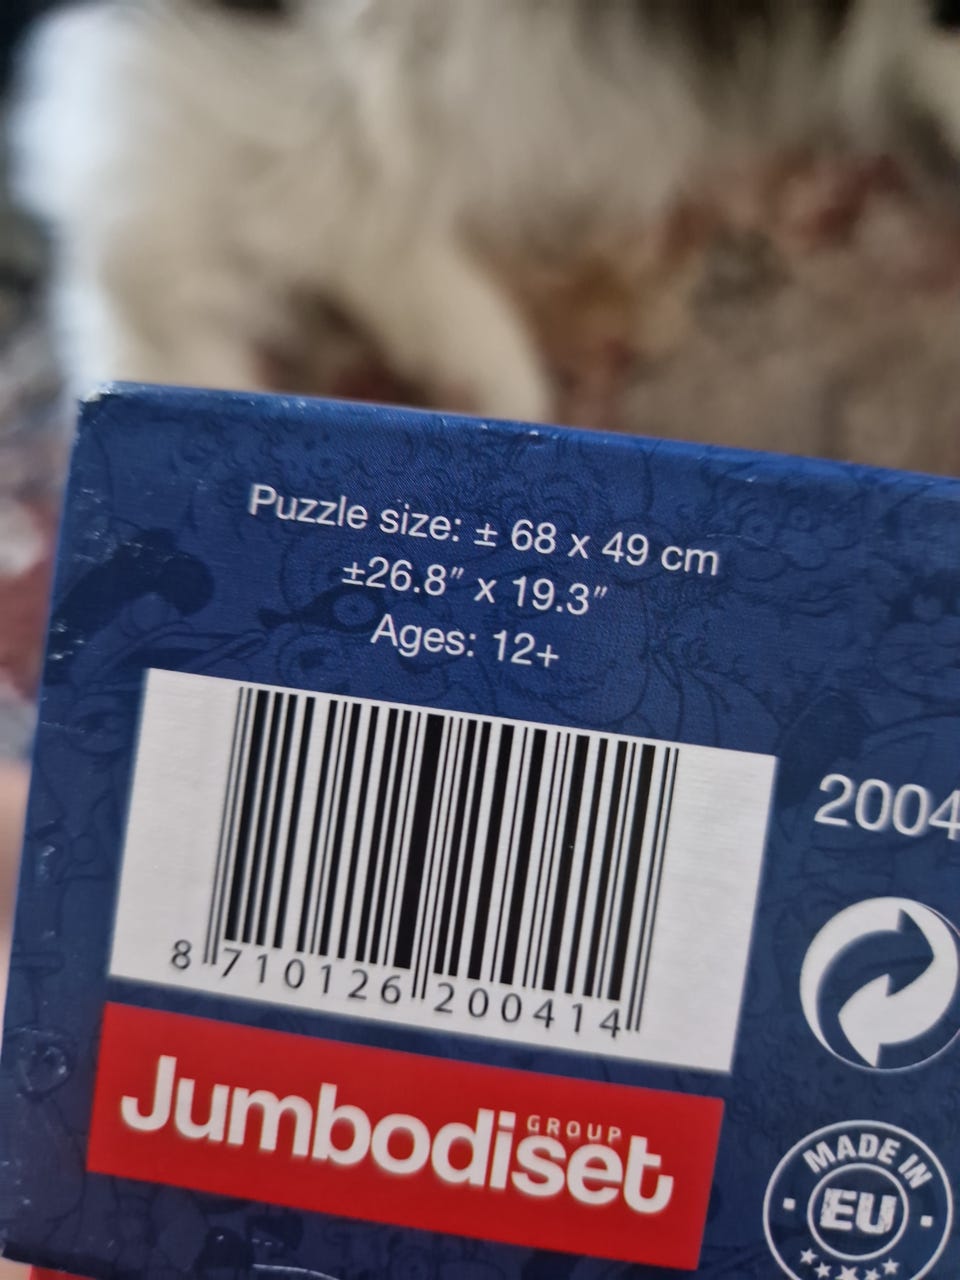 Puzzle size: ± 68 x 49 cm
±26.8″ x 19.3″
Ages: 12+
8 710126 200414
2004
Jumbodiset
GROUP
MADE IN
EU